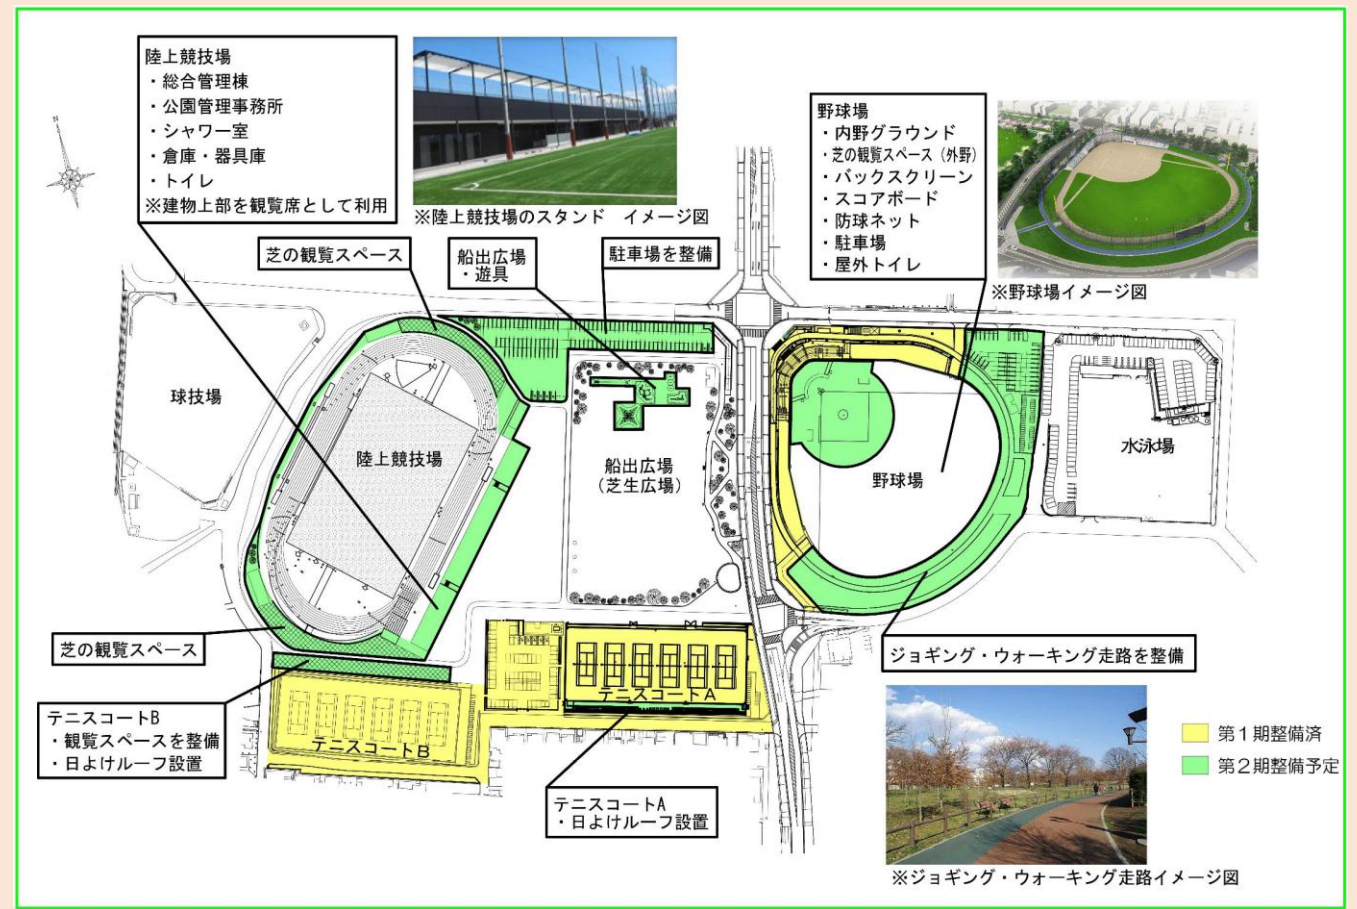 陸上競技場
・総合管理棟
・公園管理事務所
・シャワー室
・倉庫・器具庫
・トイレ
※建物上部を観覧席として利用
※陸上競技場のスタンド イメージ図
野球場
・内野グラウンド
・芝の観覧スペース（外野）
・バックスクリーン
・スコアボード
・防球ネット
・駐車場
・屋外トイレ
※野球場イメージ図
N
芝の観覧スペース
船出広場
・遊具
駐車場を整備
球技場
陸上競技場
船出広場
（芝生広場）
野球場
水泳場
芝の観覧スペース
ジョギング・ウォーキング走路を整備
テニスコートB
・観覧スペースを整備
・日よけルーフ設置
テニスコートA
テニスコートB
テニスコートA
・日よけルーフ設置
第１期整備済
第２期整備予定
※ジョギング・ウォーキング走路イメージ図